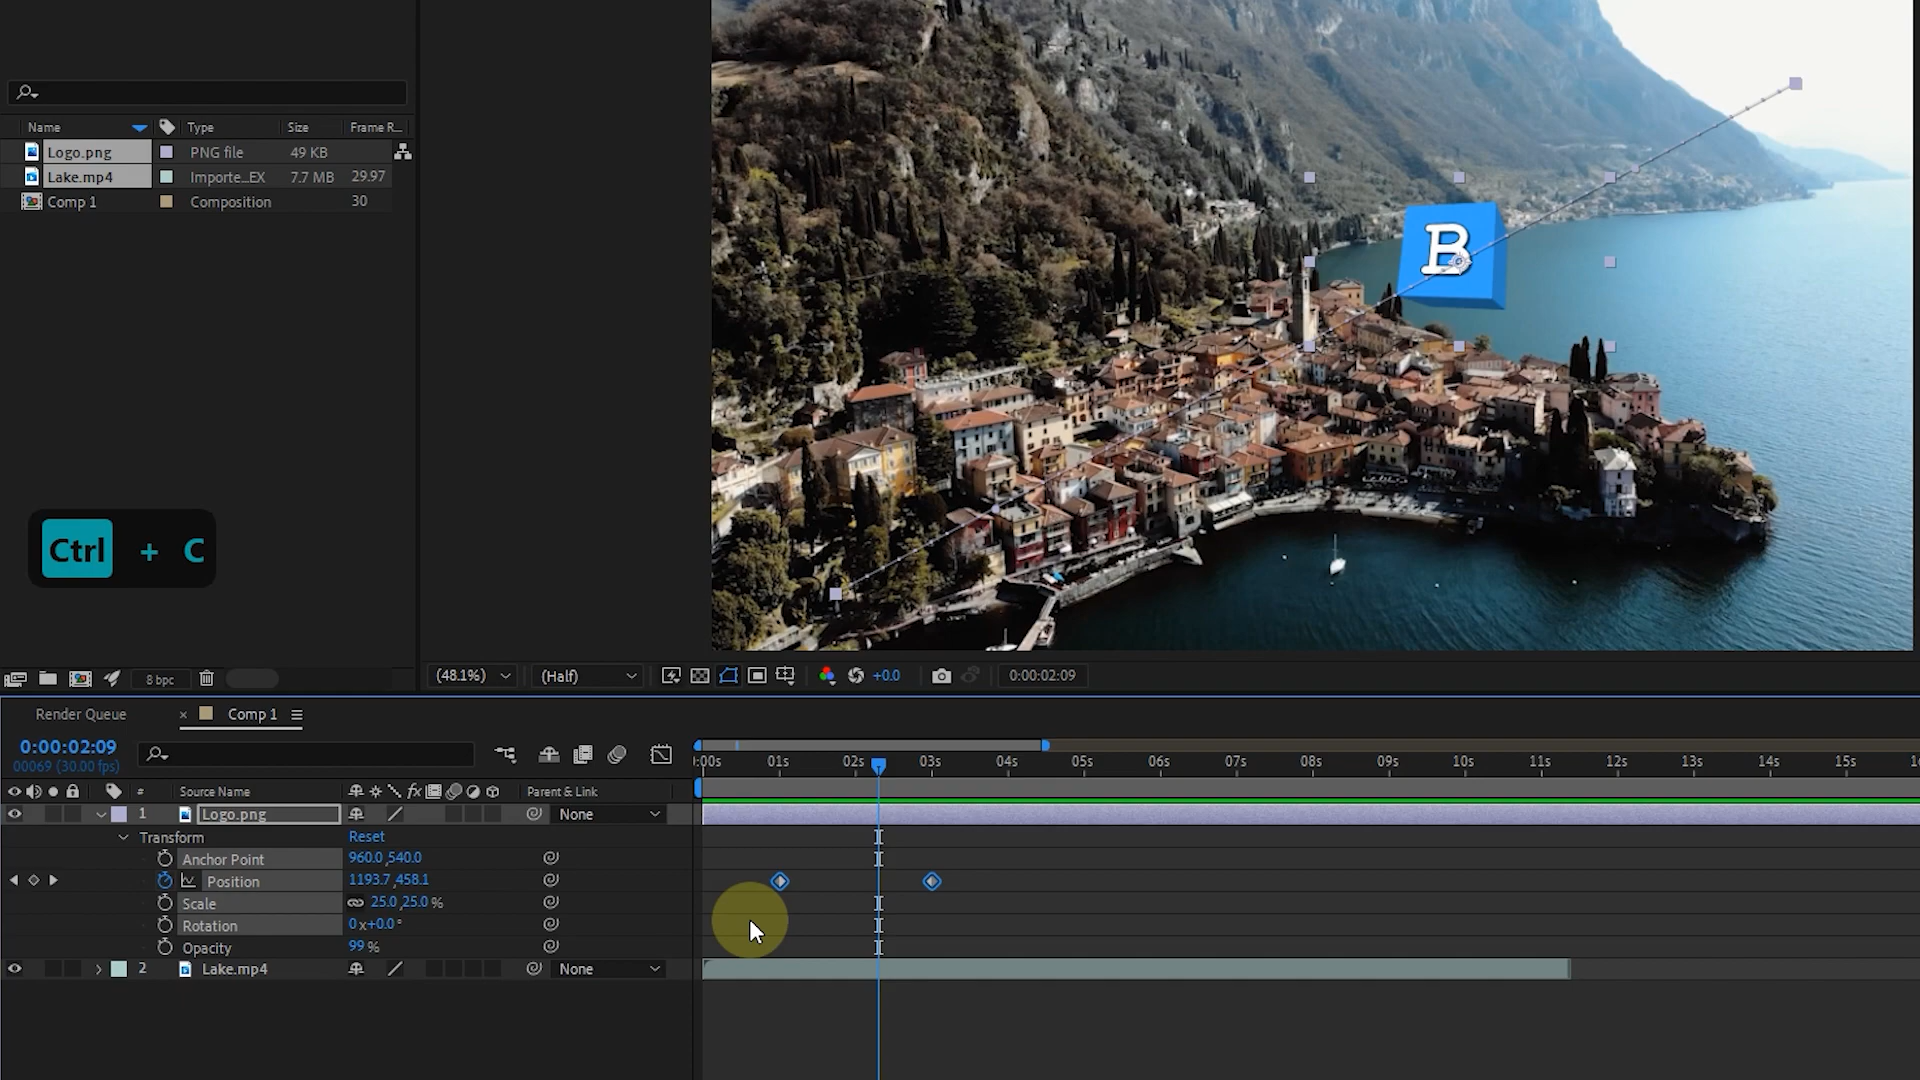 Name Type Size Frame R...
Logo.png PNG file 49 KB
Lake.mp4 Importe...EX 7.7 MB 29.97
Comp 1 Composition 30
B
Ctrl + C
8 bpc
(48.1%) (Half) +0.0 0:00:02:09
Render Queue × Comp 1
0:00:02:09
00069 (30.00 fps)
:00s 01s 02s 03s 04s 05s 06s 07s 08s 09s 10s 11s 12s 13s 14s 15s 16
# Source Name fx Parent & Link
1 Logo.png None
Transform Reset
Anchor Point 960.0,540.0
Position 1193.7,458.1
Scale 25.0,25.0%
Rotation 0x+0.0°
Opacity 99%
2 Lake.mp4 None